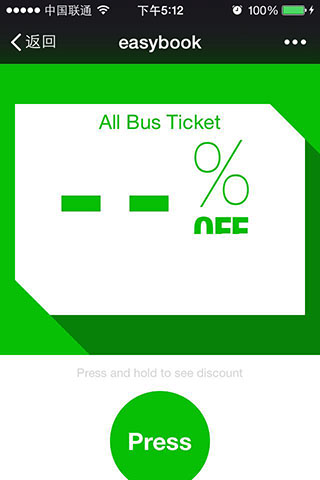 中国联通 下午5:12 100%
返回 easybook
All Bus Ticket
-- %
OFF
Press and hold to see discount
Press